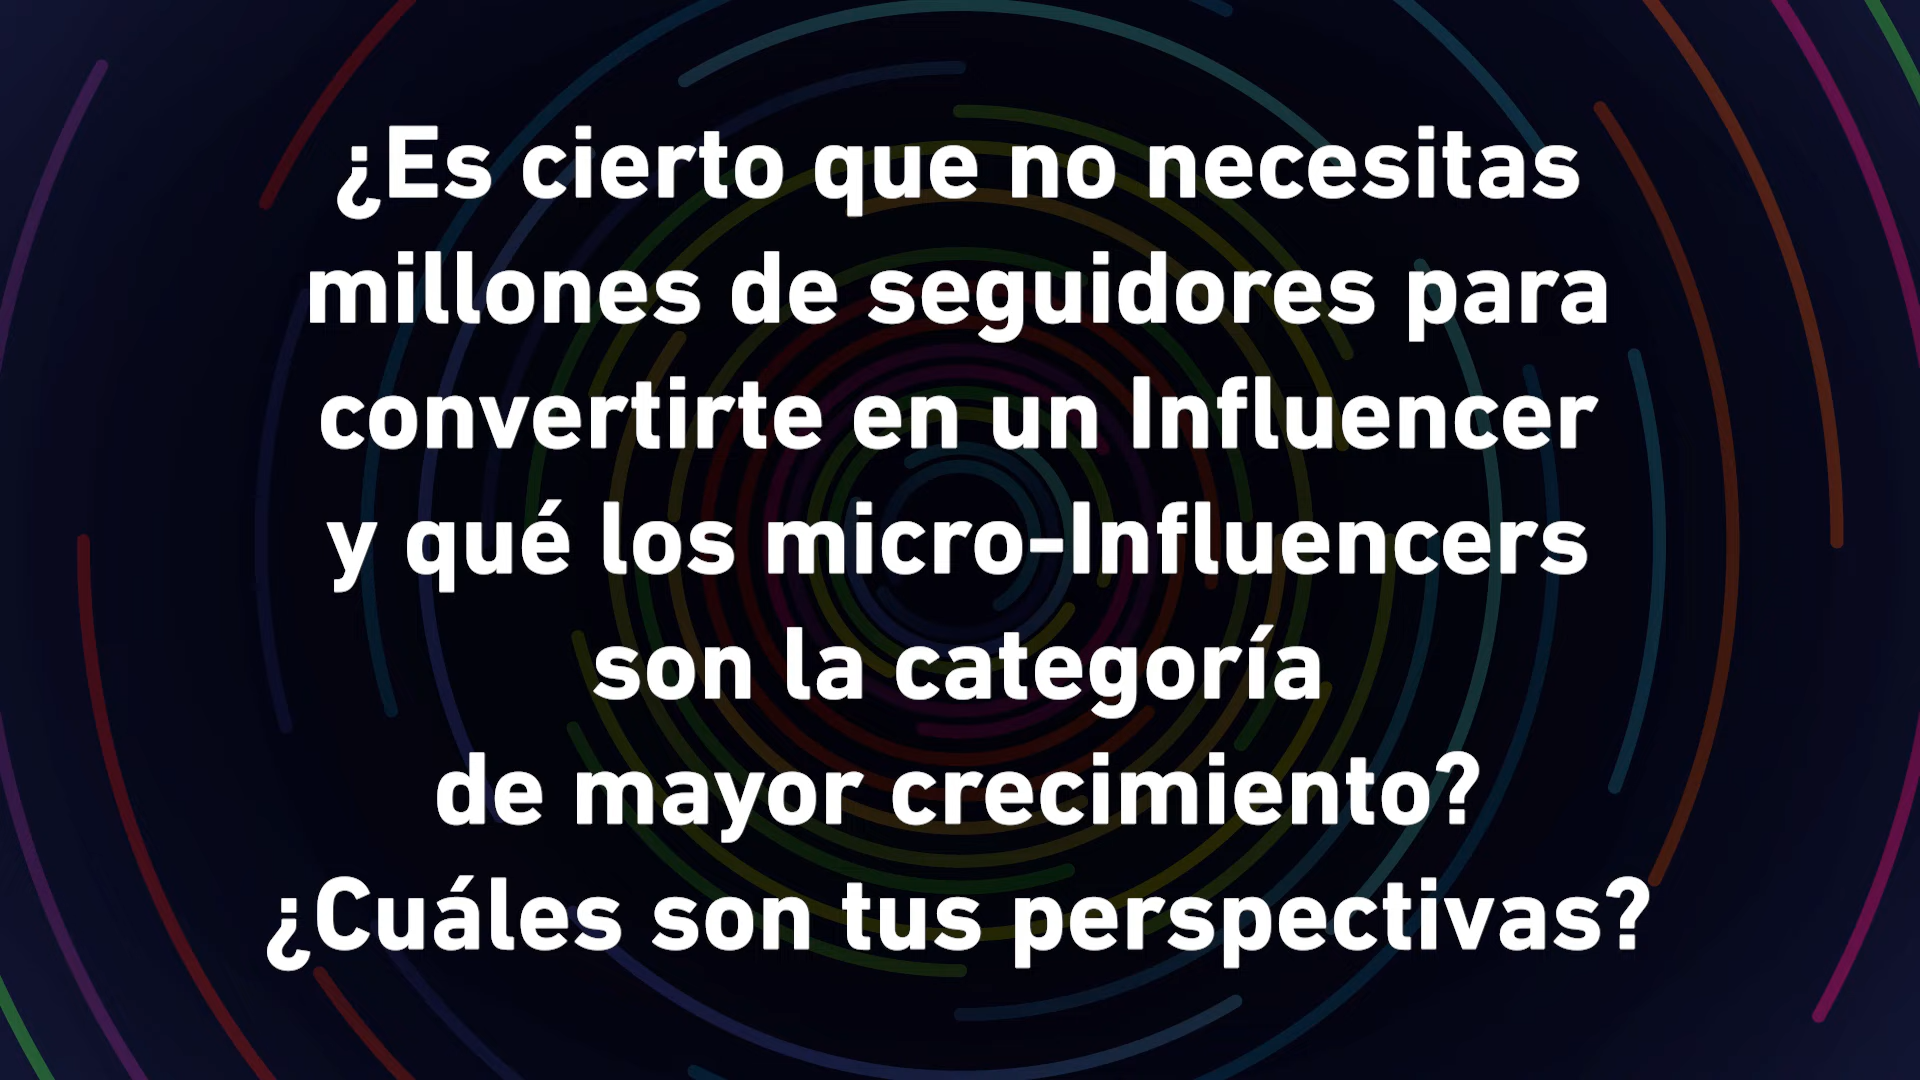 ¿Es cierto que no necesitas
millones de seguidores para
convertirte en un Influencer
y qué los micro-Influencers
son la categoría
de mayor crecimiento?
¿Cuáles son tus perspectivas?